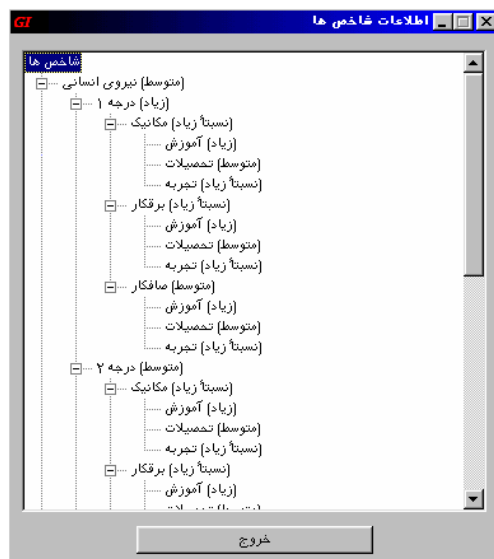 GI اطلاعات شاخص ها
شاخص ها
(متوسط) نیروی انسانی
(زیاد) درجه ۱
(نسبتاً زیاد) مکانیک
(زیاد) آموزش
(متوسط) تحصیلات
(نسبتاً زیاد) تجربه
(نسبتاً زیاد) برقکار
(زیاد) آموزش
(متوسط) تحصیلات
(نسبتاً زیاد) تجربه
(متوسط) صافکار
(زیاد) آموزش
(متوسط) تحصیلات
(نسبتاً زیاد) تجربه
(متوسط) درجه ۲
(نسبتاً زیاد) مکانیک
(زیاد) آموزش
(متوسط) تحصیلات
(نسبتاً زیاد) تجربه
(نسبتاً زیاد) برقکار
(زیاد) آموزش
خروج